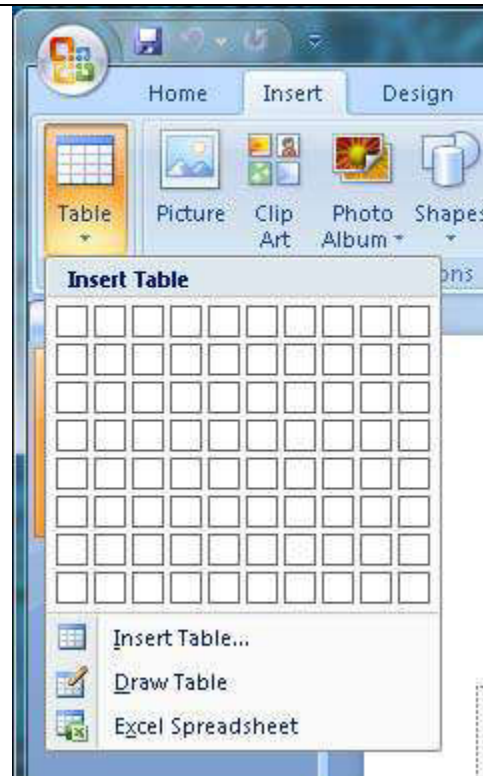 Home Insert Design
Table Picture Clip Art Photo Album Shapes
Insert Table
Insert Table...
Draw Table
Excel Spreadsheet